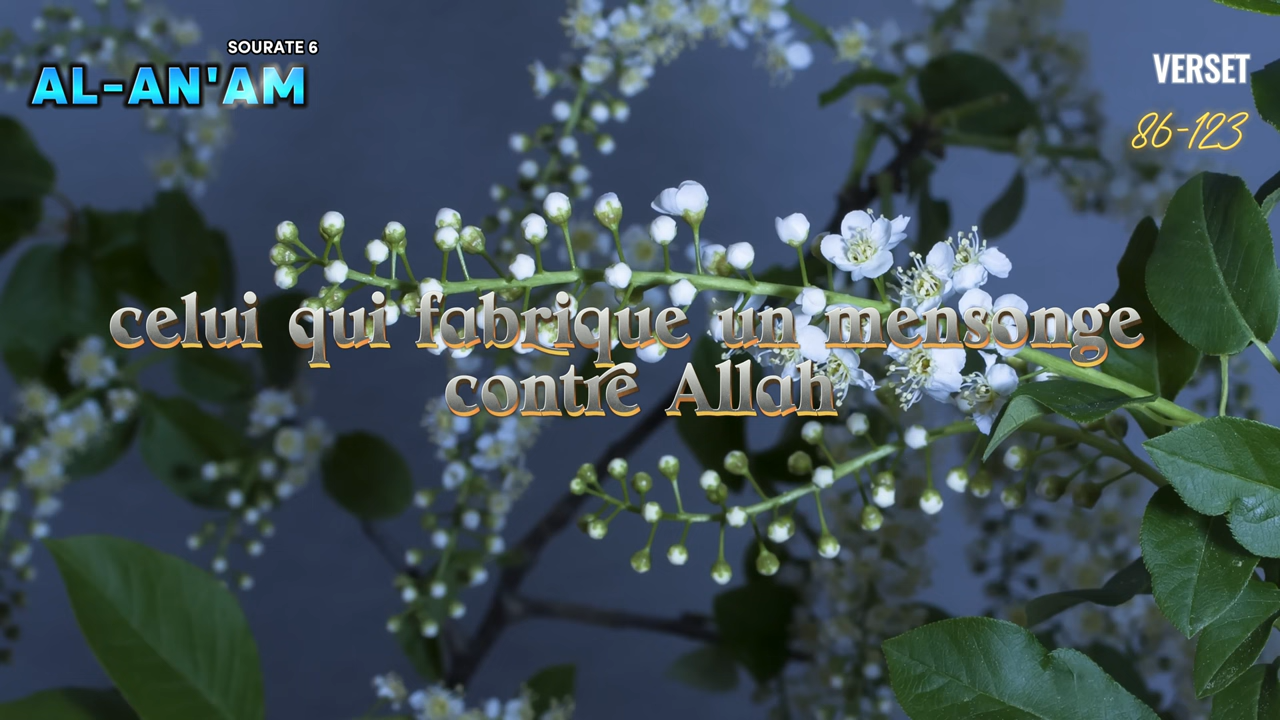 SOURATE 6
AL-AN'AM
VERSET
86-123
celui qui fabrique un mensonge
contre Allah